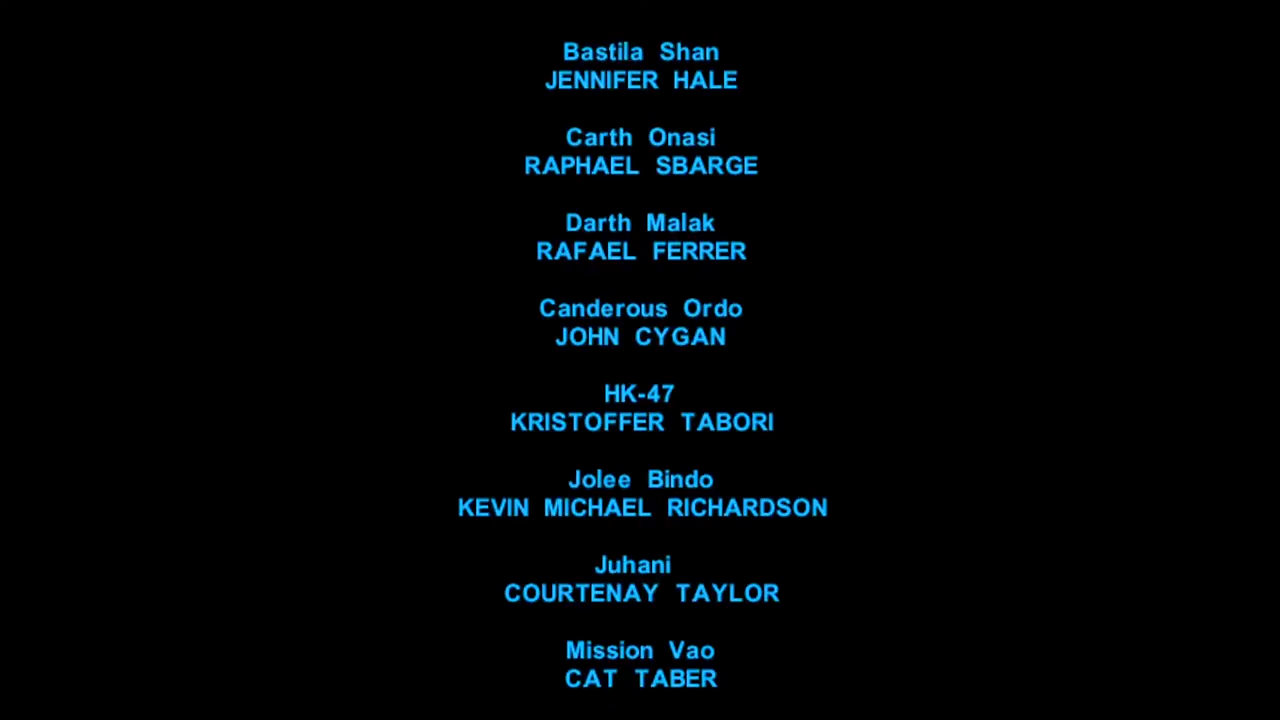 Bastila Shan
JENNIFER HALE
Carth Onasi
RAPHAEL SBARGE
Darth Malak
RAFAEL FERRER
Canderous Ordo
JOHN CYGAN
HK-47
KRISTOFFER TABORI
Jolee Bindo
KEVIN MICHAEL RICHARDSON
Juhani
COURTENAY TAYLOR
Mission Vao
CAT TABER